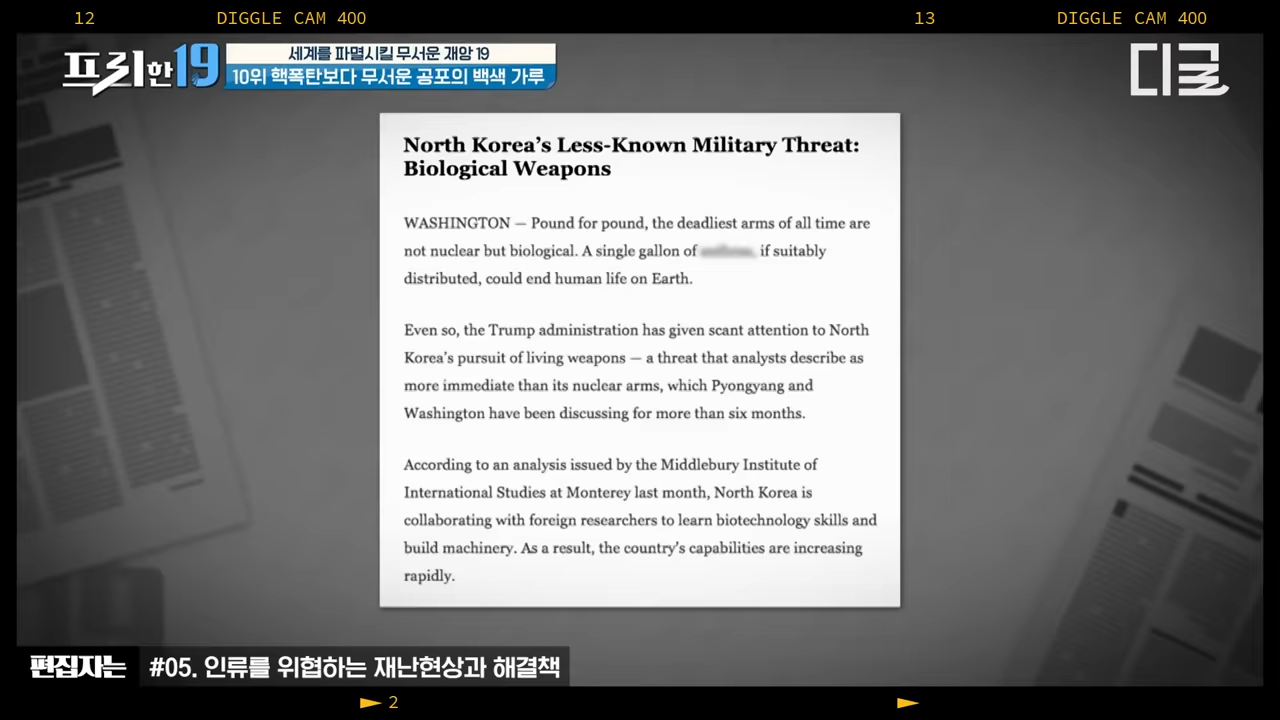 12 DIGGLE CAM 400 13 DIGGLE CAM 400
프리한19
세계를 파멸시킬 무서운 재앙 19
10위 핵폭탄보다 무서운 공포의 백색 가루
디글
North Korea’s Less-Known Military Threat:
Biological Weapons
WASHINGTON — Pound for pound, the deadliest arms of all time are
not nuclear but biological. A single gallon of if suitably
distributed, could end human life on Earth.
Even so, the Trump administration has given scant attention to North
Korea’s pursuit of living weapons — a threat that analysts describe as
more immediate than its nuclear arms, which Pyongyang and
Washington have been discussing for more than six months.
According to an analysis issued by the Middlebury Institute of
International Studies at Monterey last month, North Korea is
collaborating with foreign researchers to learn biotechnology skills and
build machinery. As a result, the country's capabilities are increasing
rapidly.
편집자는 #05. 인류를 위협하는 재난현상과 해결책
2